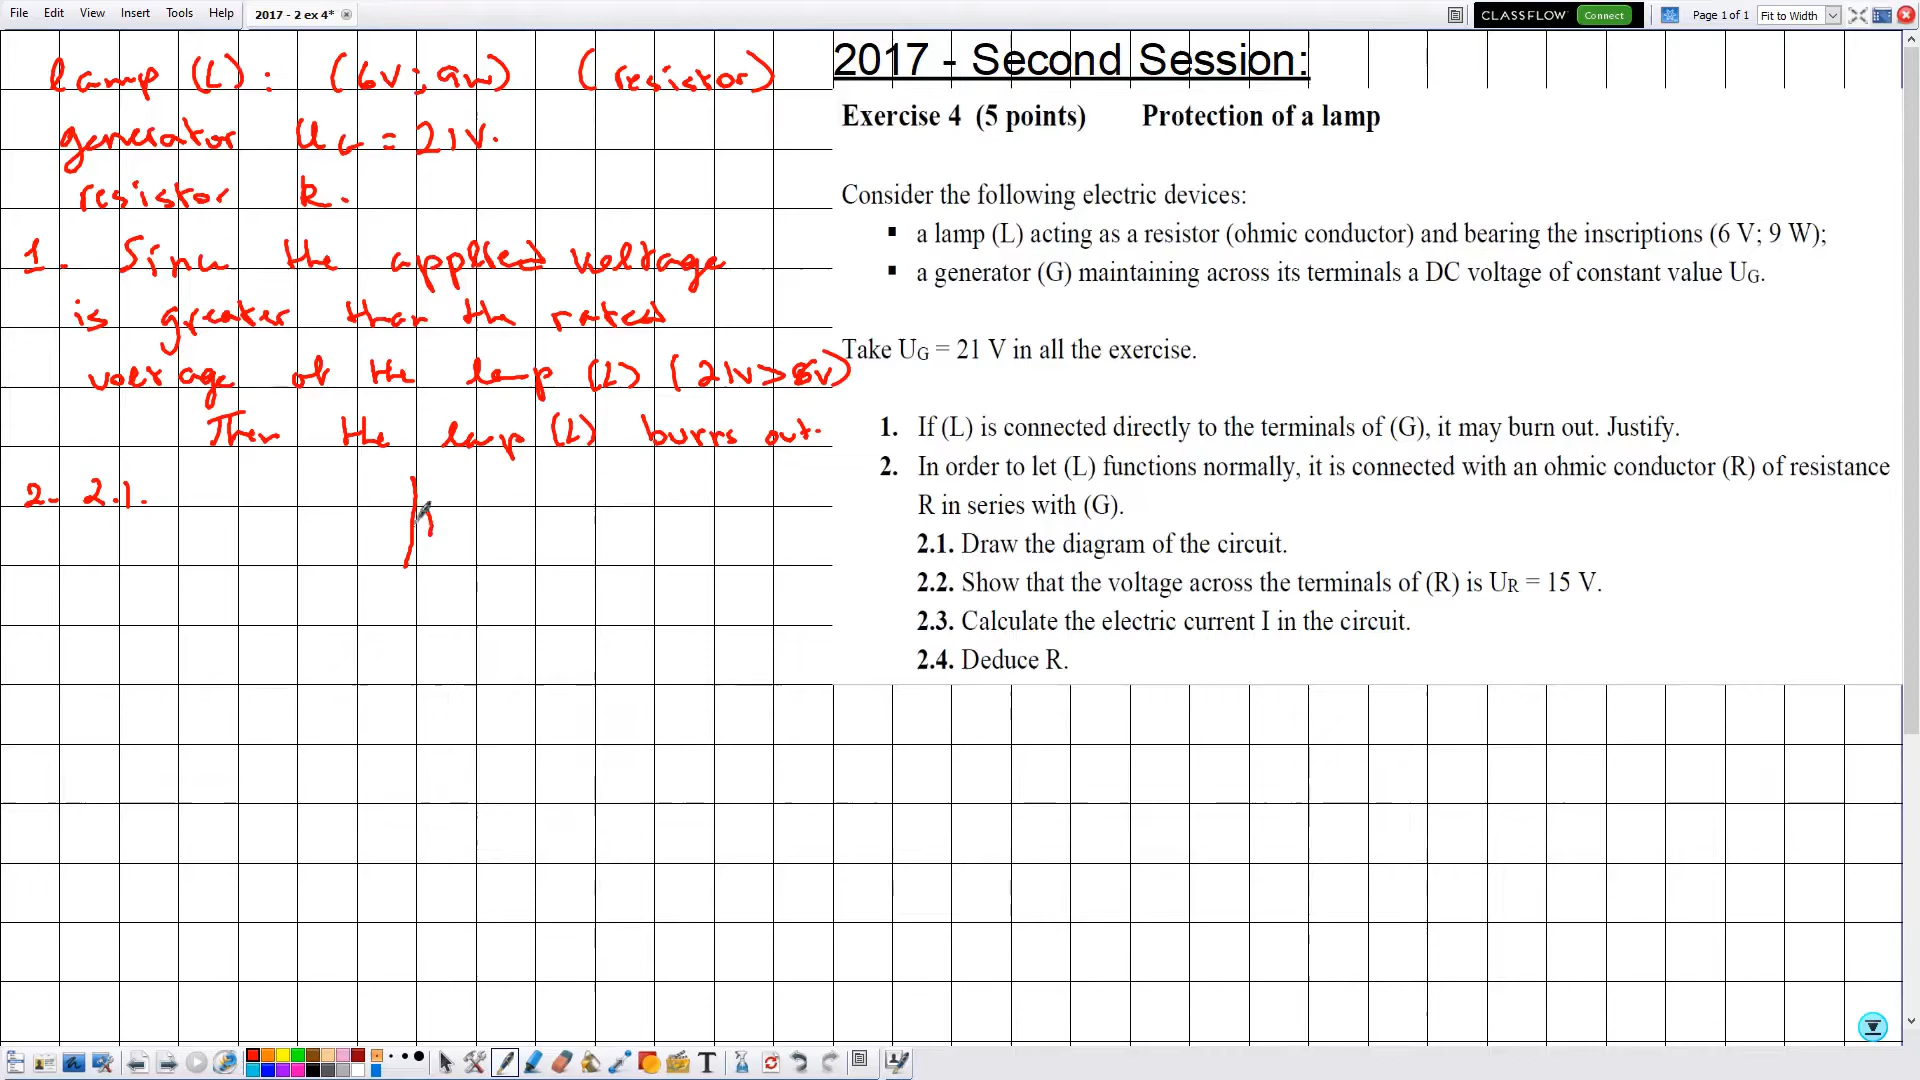 File Edit View Insert Tools Help 2017 - 2 ex 4* CLASSFLOW Connect Page 1 of 1 Fit to Width
lamp (L) : (6V ; 9W) (resistor)
generator UG = 21V.
resistor R.
1. Since the applied voltage
is greater than the rated
voltage of the lamp (L) (21V > 6V)
Then the lamp (L) burns out.
2- 2.1.
2017 - Second Session:
Exercise 4 (5 points) Protection of a lamp
Consider the following electric devices:
▪ a lamp (L) acting as a resistor (ohmic conductor) and bearing the inscriptions (6 V; 9 W);
▪ a generator (G) maintaining across its terminals a DC voltage of constant value UG.
Take UG = 21 V in all the exercise.
1. If (L) is connected directly to the terminals of (G), it may burn out. Justify.
2. In order to let (L) functions normally, it is connected with an ohmic conductor (R) of resistance
R in series with (G).
2.1. Draw the diagram of the circuit.
2.2. Show that the voltage across the terminals of (R) is UR = 15 V.
2.3. Calculate the electric current I in the circuit.
2.4. Deduce R.